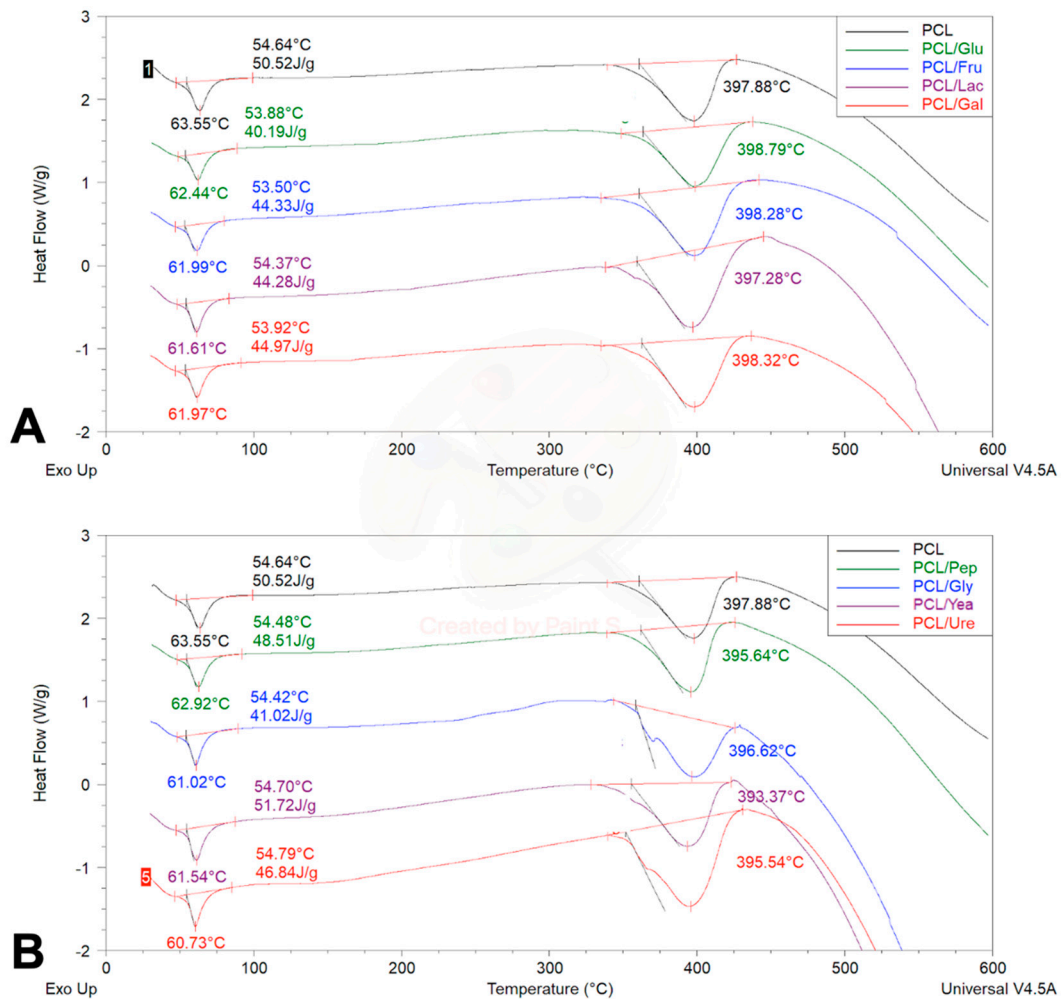 3
2
1
0
-1
-2
Heat Flow (W/g)
1
54.64°C
50.52J/g
63.55°C
397.88°C
53.88°C
40.19J/g
62.44°C
398.79°C
53.50°C
44.33J/g
61.99°C
398.28°C
54.37°C
44.28J/g
61.61°C
397.28°C
53.92°C
44.97J/g
61.97°C
398.32°C
PCL
PCL/Glu
PCL/Fru
PCL/Lac
PCL/Gal
A
0 100 200 300 400 500 600
Exo Up Temperature (°C) Universal V4.5A
3
2
1
0
-1
-2
Heat Flow (W/g)
54.64°C
50.52J/g
63.55°C
397.88°C
Created by Paint S
54.48°C
48.51J/g
62.92°C
395.64°C
54.42°C
41.02J/g
61.02°C
396.62°C
54.70°C
51.72J/g
61.54°C
393.37°C
5
54.79°C
46.84J/g
60.73°C
395.54°C
PCL
PCL/Pep
PCL/Gly
PCL/Yea
PCL/Ure
B
0 100 200 300 400 500 600
Exo Up Temperature (°C) Universal V4.5A